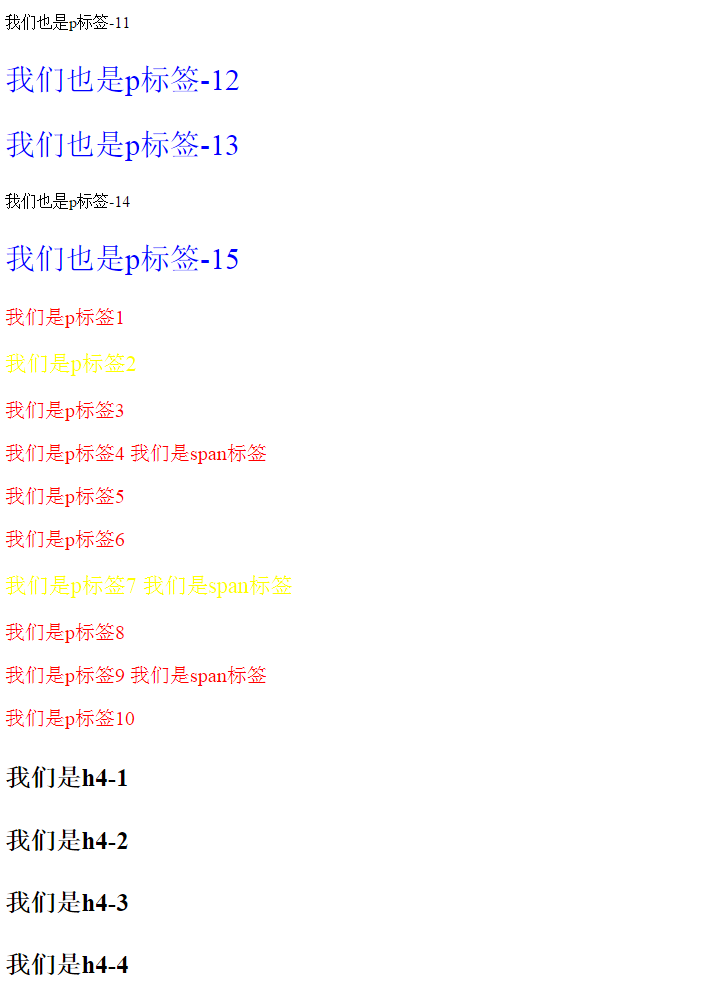 我们也是p标签-11
我们也是p标签-12
我们也是p标签-13
我们也是p标签-14
我们也是p标签-15
我们是p标签1
我们是p标签2
我们是p标签3
我们是p标签4 我们是span标签
我们是p标签5
我们是p标签6
我们是p标签7 我们是span标签
我们是p标签8
我们是p标签9 我们是span标签
我们是p标签10
我们是h4-1
我们是h4-2
我们是h4-3
我们是h4-4